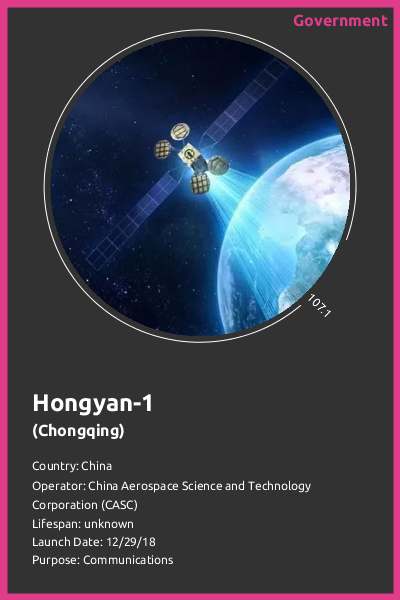 Government
107.1
Hongyan-1
(Chongqing)
Country: China
Operator: China Aerospace Science and Technology
Corporation (CASC)
Lifespan: unknown
Launch Date: 12/29/18
Purpose: Communications